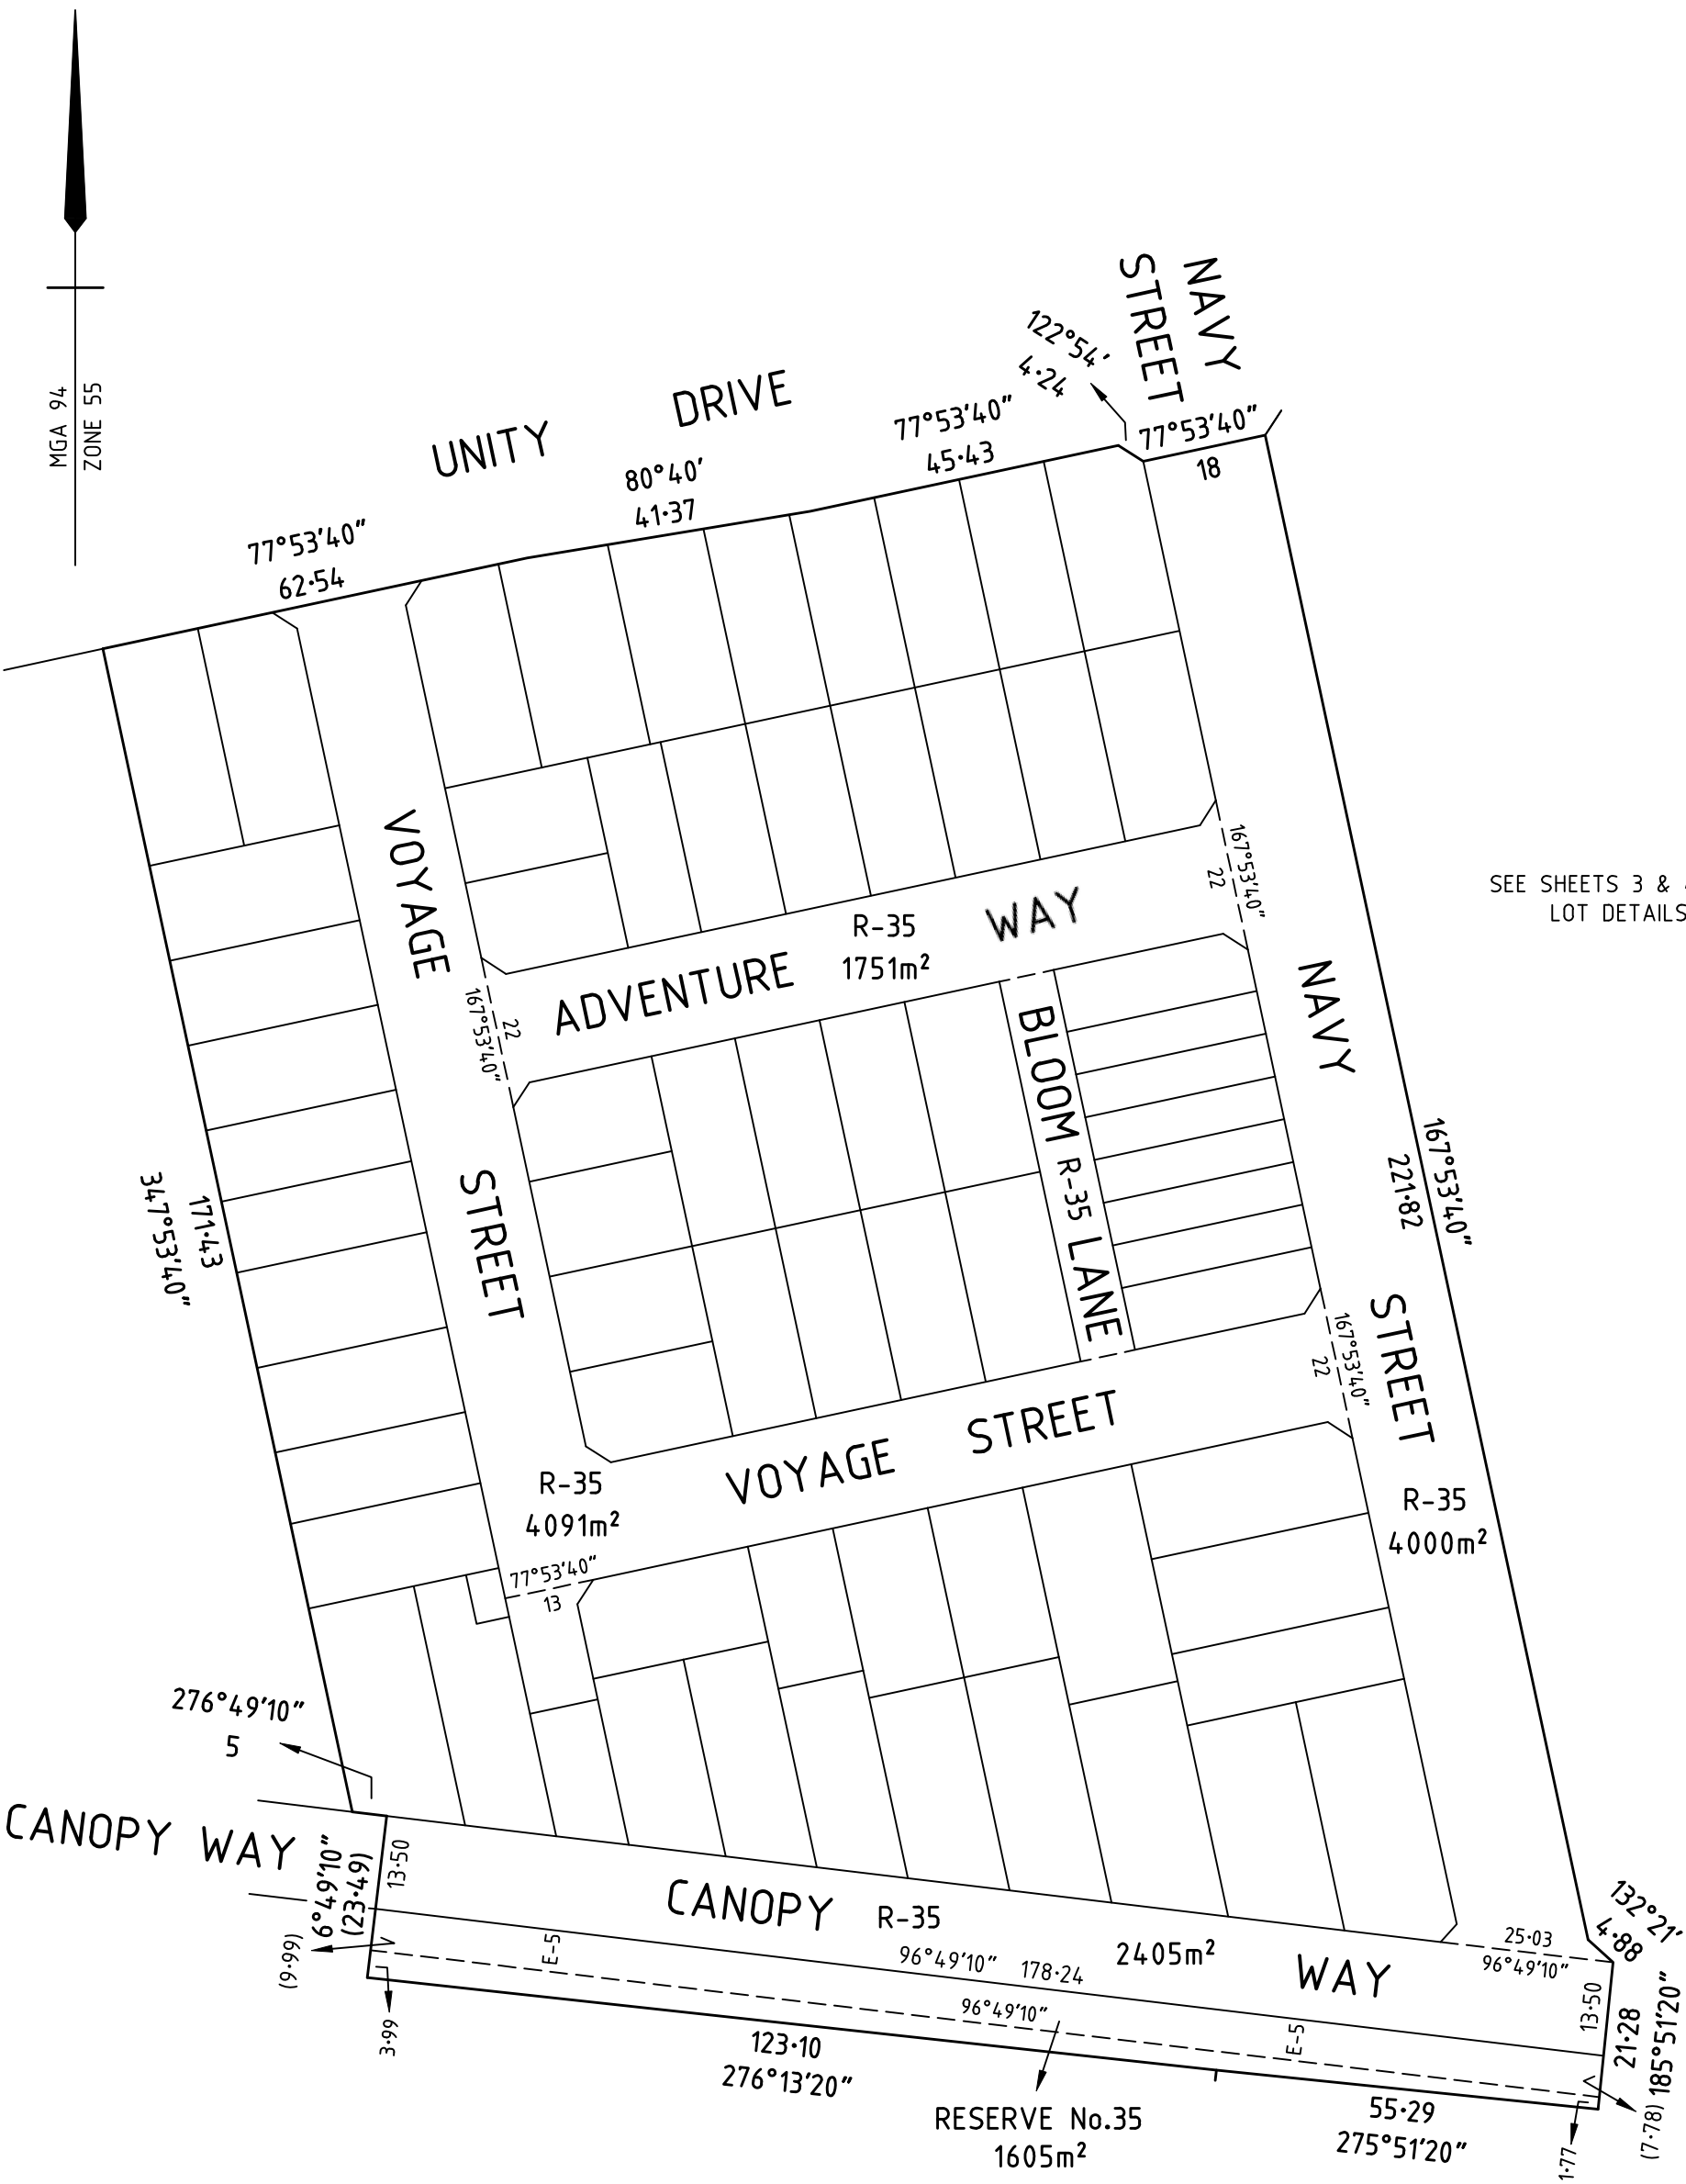 MGA 94
ZONE 55
NAVY
STREET
122°54'
4·24
UNITY DRIVE
77°53'40"
45·43
77°53'40"
18
80°40'
41·37
77°53'40"
62·54
VOYAGE
STREET
167°53'40"
22
SEE SHEETS 3 &
LOT DETAILS
R-35
1751m²
ADVENTURE WAY
167°53'40"
22
NAVY
STREET
BLOOM R-35 LANE
167°53'40"
221·82
347°53'40"
171·43
167°53'40"
22
VOYAGE STREET
R-35
4091m²
R-35
4000m²
77°53'40"
13
276°49'10"
5
CANOPY WAY
6°49'10"
(23·49)
13·50
CANOPY R-35 2405m² WAY
132°21'
4·88
25·03
96°49'10"
96°49'10" 178·24
(9·99)
E-5
3·99
96°49'10"
E-5
13·50
21·28
185°51'20"
(7·78)
1·77
123·10
276°13'20"
RESERVE No.35
1605m²
55·29
275°51'20"